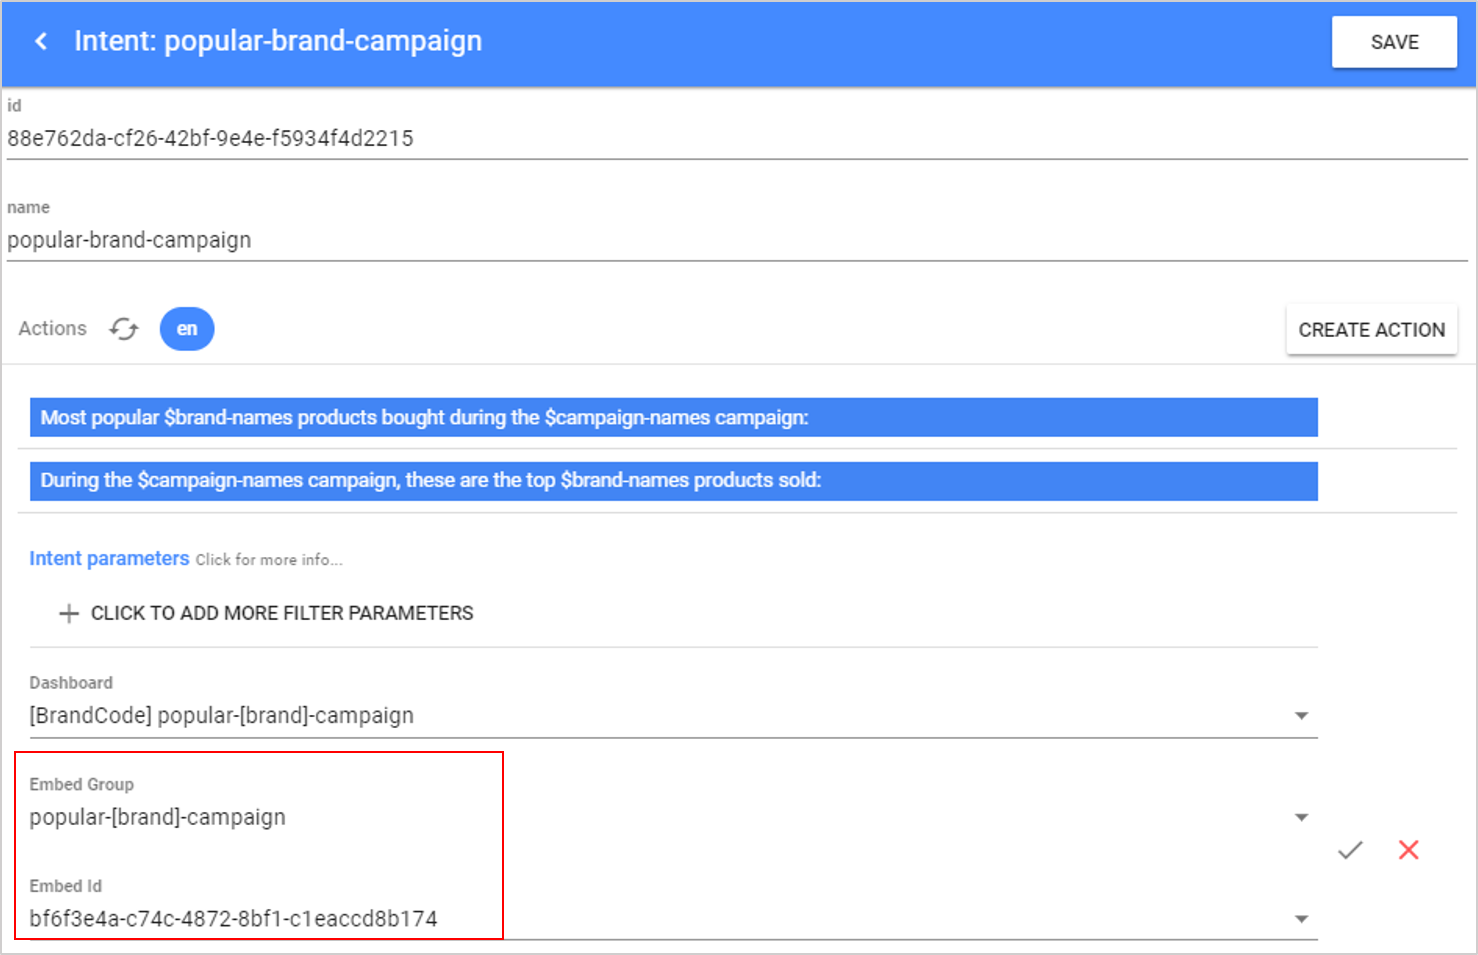 Intent: popular-brand-campaign
SAVE
id
88e762da-cf26-42bf-9e4e-f5934f4d2215
name
popular-brand-campaign
Actions en CREATE ACTION
Most popular $brand-names products bought during the $campaign-names campaign:
During the $campaign-names campaign, these are the top $brand-names products sold:
Intent parameters Click for more info...
CLICK TO ADD MORE FILTER PARAMETERS
Dashboard
[BrandCode] popular-[brand]-campaign
Embed Group
popular-[brand]-campaign
Embed Id
bf6f3e4a-c74c-4872-8bf1-c1eaccd8b174